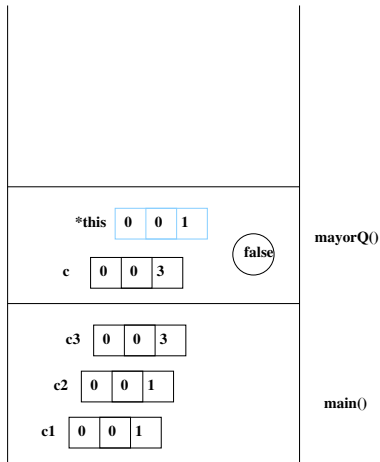 *this 0 0 1
mayorQ()
false
c 0 0 3
c3 0 0 3
c2 0 0 1
main()
c1 0 0 1